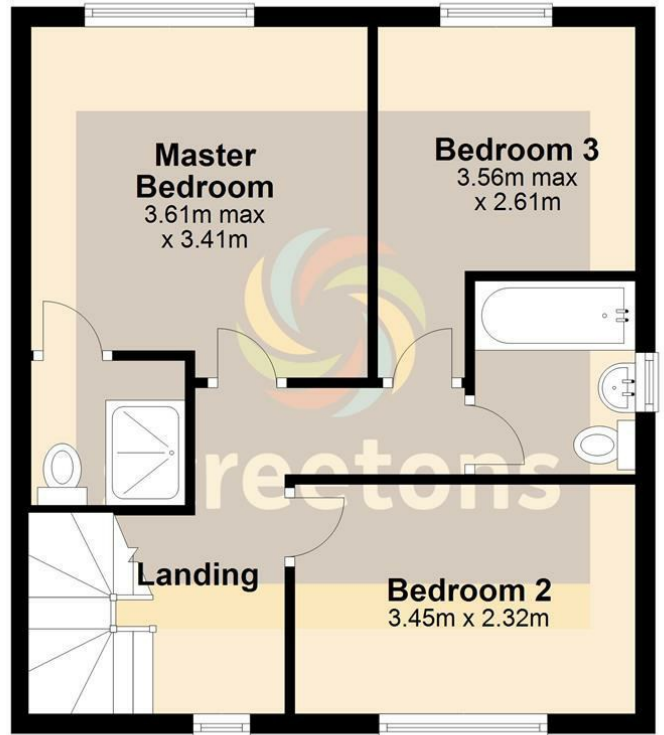 Master
Bedroom
3.61m max
x 3.41m
Bedroom 3
3.56m max
x 2.61m
Landing
Bedroom 2
3.45m x 2.32m